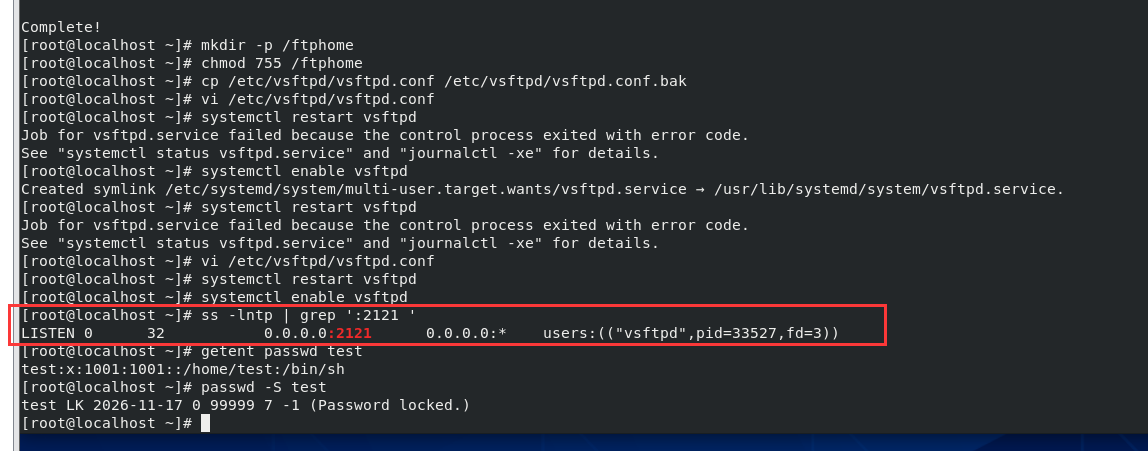 Complete!
[root@localhost ~]# mkdir -p /ftphome
[root@localhost ~]# chmod 755 /ftphome
[root@localhost ~]# cp /etc/vsftpd/vsftpd.conf /etc/vsftpd/vsftpd.conf.bak
[root@localhost ~]# vi /etc/vsftpd/vsftpd.conf
[root@localhost ~]# systemctl restart vsftpd
Job for vsftpd.service failed because the control process exited with error code.
See "systemctl status vsftpd.service" and "journalctl -xe" for details.
[root@localhost ~]# systemctl enable vsftpd
Created symlink /etc/systemd/system/multi-user.target.wants/vsftpd.service → /usr/lib/systemd/system/vsftpd.service.
[root@localhost ~]# systemctl restart vsftpd
Job for vsftpd.service failed because the control process exited with error code.
See "systemctl status vsftpd.service" and "journalctl -xe" for details.
[root@localhost ~]# vi /etc/vsftpd/vsftpd.conf
[root@localhost ~]# systemctl restart vsftpd
[root@localhost ~]# systemctl enable vsftpd
[root@localhost ~]# ss -lntp | grep ':2121 '
LISTEN 0      32           0.0.0.0:2121      0.0.0.0:*    users:(("vsftpd",pid=33527,fd=3))
[root@localhost ~]# getent passwd test
test:x:1001:1001::/home/test:/bin/sh
[root@localhost ~]# passwd -S test
test LK 2026-11-17 0 99999 7 -1 (Password locked.)
[root@localhost ~]#